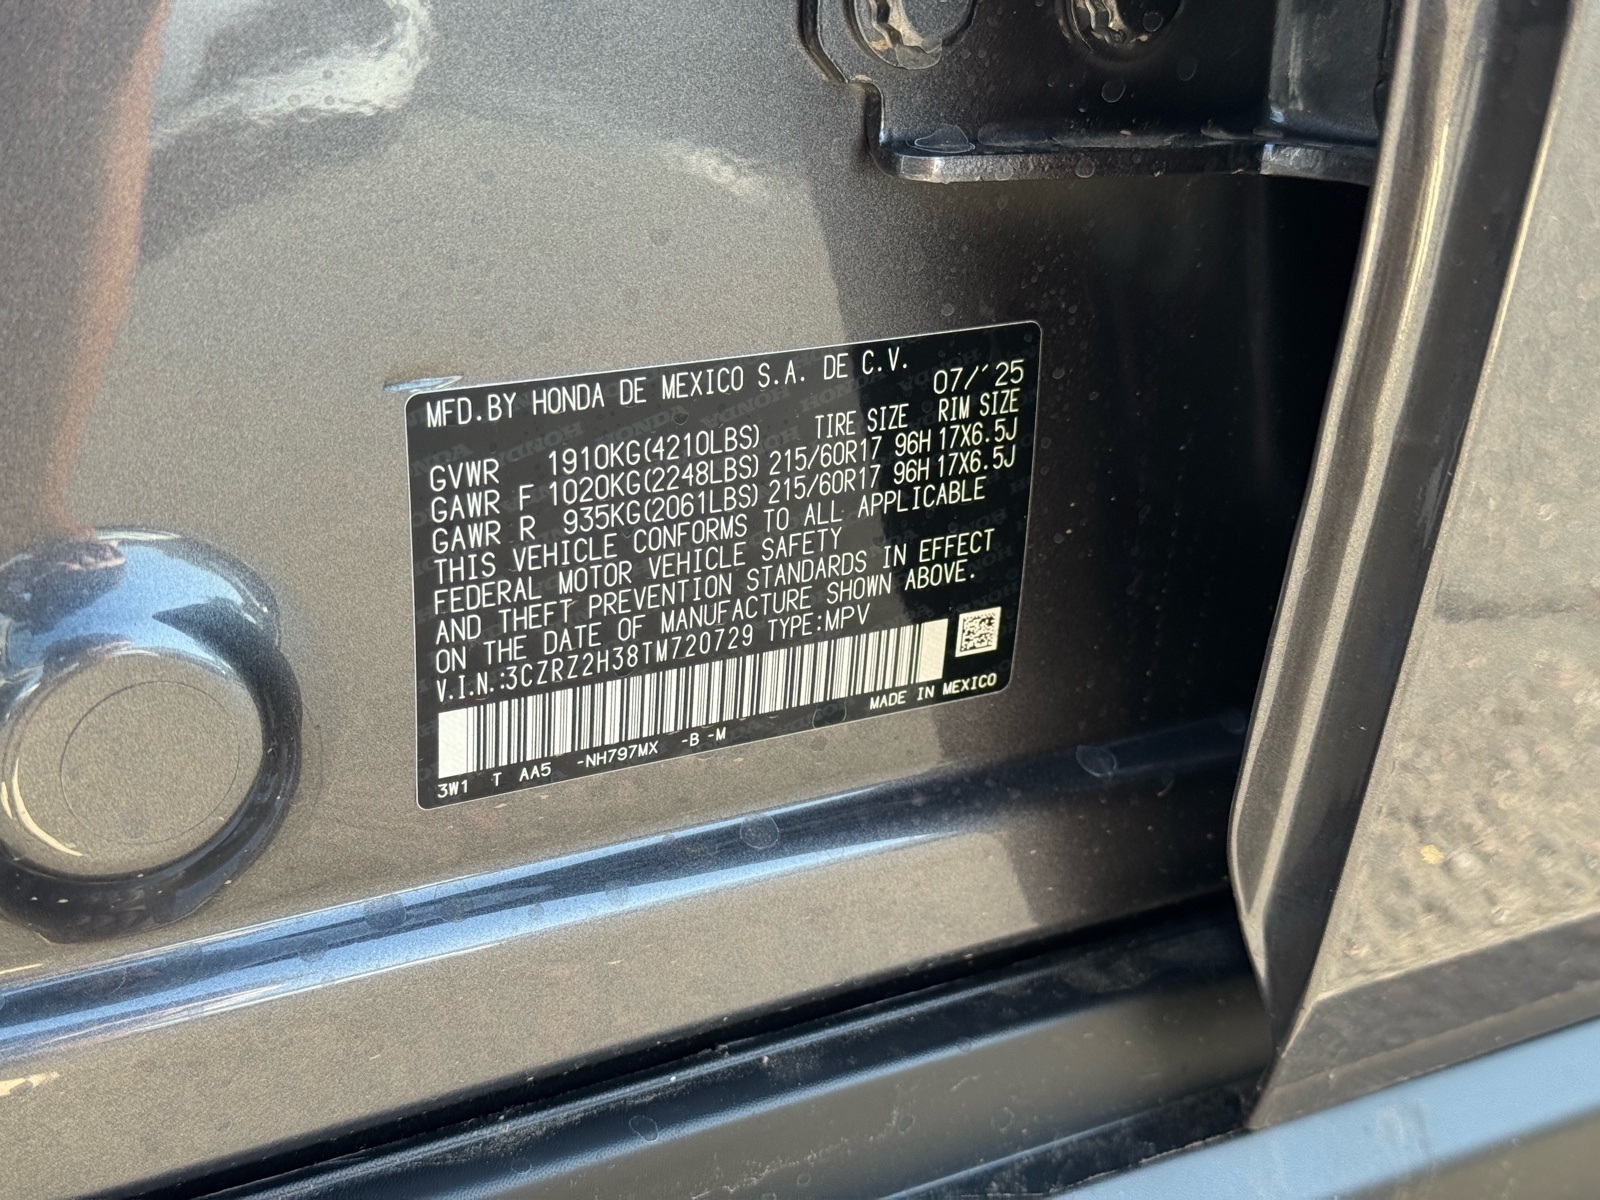 MFD.BY HONDA DE MEXICO S.A. DE C.V.
07/'25
TIRE SIZE RIM SIZE
GVWR 1910KG(4210LBS)
GAWR F 1020KG(2248LBS) 215/60R17 96H 17X6.5J
GAWR R 935KG(2061LBS) 215/60R17 96H 17X6.5J
THIS VEHICLE CONFORMS TO ALL APPLICABLE
FEDERAL MOTOR VEHICLE SAFETY
AND THEFT PREVENTION STANDARDS IN EFFECT
ON THE DATE OF MANUFACTURE SHOWN ABOVE.
V.I.N.:3CZRZ2H38TM720729 TYPE:MPV
MADE IN MEXICO
3W1 T AA5 -NH797MX -B -M